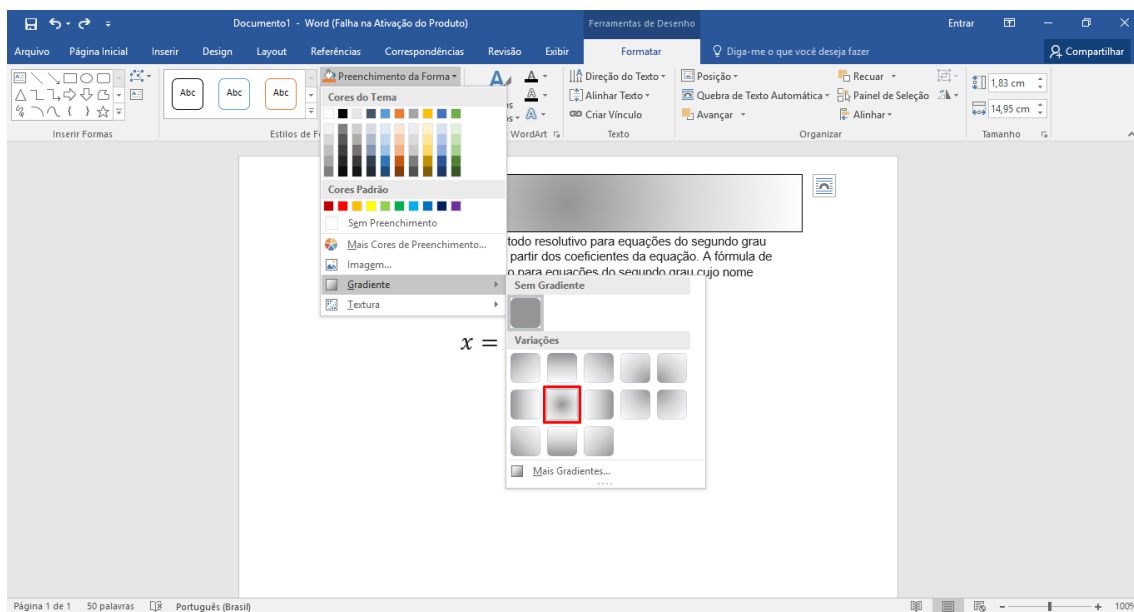 Documento1 - Word (Falha na Ativação do Produto)
Ferramentas de Desenho
Entrar
Arquivo Página Inicial Inserir Design Layout Referências Correspondências Revisão Exibir Formatar Diga-me o que você deseja fazer Compartilhar
Preenchimento da Forma
A A Direção do Texto Posição Recuar
Abc Abc Abc
1,83 cm
A Alinhar Texto Quebra de Texto Automática Painel de Seleção
A Criar Vínculo Avançar Alinhar
14,95 cm
Inserir Formas
Estilos de F
WordArt
Texto
Organizar
Tamanho
Cores do Tema
Cores Padrão
Sem Preenchimento
Mais Cores de Preenchimento...
Imagem...
Gradiente
Textura
todo resolutivo para equações do segundo grau
partir dos coeficientes da equação. A fórmula de
o para equações do segundo grau cujo nome
Sem Gradiente
x =
Variações
Mais Gradientes...
Página 1 de 1 50 palavras Português (Brasil)
100%